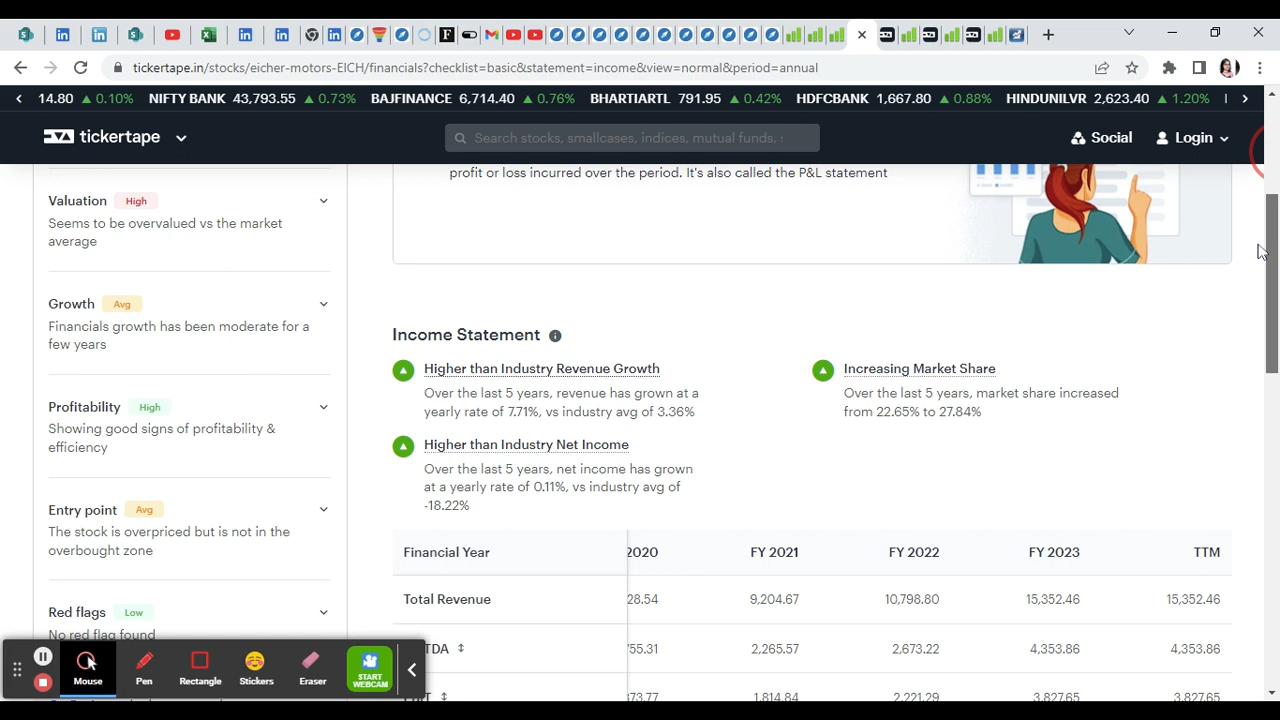 tickertape.in/stocks/eicher-motors-EICH/financials?checklist=basic&statement=income&view=normal&period=annual
14.80 ▲ 0.10% NIFTY BANK 43,793.55 ▲ 0.73% BAJFINANCE 6,714.40 ▲ 0.76% BHARTIARTL 791.95 ▲ 0.42% HDFCBANK 1,667.80 ▲ 0.88% HINDUNILVR 2,623.40 ▲ 1.20%
tickertape
Search stocks, smallcases, indices, mutual funds,
Social
Login
profit or loss incurred over the period. It's also called the P&L statement
Valuation High
Seems to be overvalued vs the market
average
Growth Avg
Financials growth has been moderate for a
few years
Profitability High
Showing good signs of profitability &
efficiency
Entry point Avg
The stock is overpriced but is not in the
overbought zone
Red flags Low
No red flag found
Income Statement
Higher than Industry Revenue Growth
Over the last 5 years, revenue has grown at a
yearly rate of 7.71%, vs industry avg of 3.36%
Increasing Market Share
Over the last 5 years, market share increased
from 22.65% to 27.84%
Higher than Industry Net Income
Over the last 5 years, net income has grown
at a yearly rate of 0.11%, vs industry avg of
-18.22%
Financial Year 2020 FY 2021 FY 2022 FY 2023 TTM
Total Revenue 28.54 9,204.67 10,798.80 15,352.46 15,352.46
TDA 55.31 2,265.57 2,673.22 4,353.86 4,353.86
73.77 1,814.84 2,221.29 3,827.65 3,827.65
Mouse
Pen
Rectangle
Stickers
Eraser
START
WEBCAM